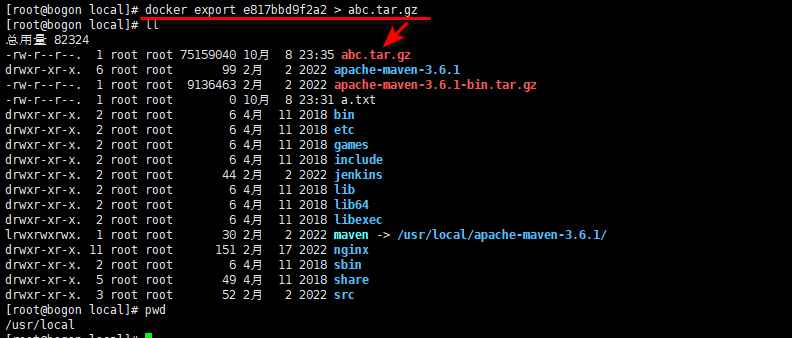 [root@bogon local]# docker export e817bbd9f2a2 > abc.tar.gz
[root@bogon local]# ll
总用量 82324
-rw-r--r--. 1 root root 75159040 10月 8 23:35 abc.tar.gz
drwxr-xr-x. 6 root root 99 2月 2 2022 apache-maven-3.6.1
-rw-r--r--. 1 root root 9136463 2月 2 2022 apache-maven-3.6.1-bin.tar.gz
-rw-r--r--. 1 root root 0 10月 8 23:31 a.txt
drwxr-xr-x. 2 root root 6 4月 11 2018 bin
drwxr-xr-x. 2 root root 6 4月 11 2018 etc
drwxr-xr-x. 2 root root 6 4月 11 2018 games
drwxr-xr-x. 2 root root 6 4月 11 2018 include
drwxr-xr-x. 2 root root 44 2月 2 2022 jenkins
drwxr-xr-x. 2 root root 6 4月 11 2018 lib
drwxr-xr-x. 2 root root 6 4月 11 2018 lib64
drwxr-xr-x. 2 root root 6 4月 11 2018 libexec
lrwxrwxrwx. 1 root root 30 2月 2 2022 maven -> /usr/local/apache-maven-3.6.1/
drwxr-xr-x. 11 root root 151 2月 17 2022 nginx
drwxr-xr-x. 2 root root 6 4月 11 2018 sbin
drwxr-xr-x. 5 root root 49 4月 11 2018 share
drwxr-xr-x. 3 root root 52 2月 2 2022 src
[root@bogon local]# pwd
/usr/local
[root@bogon local]#